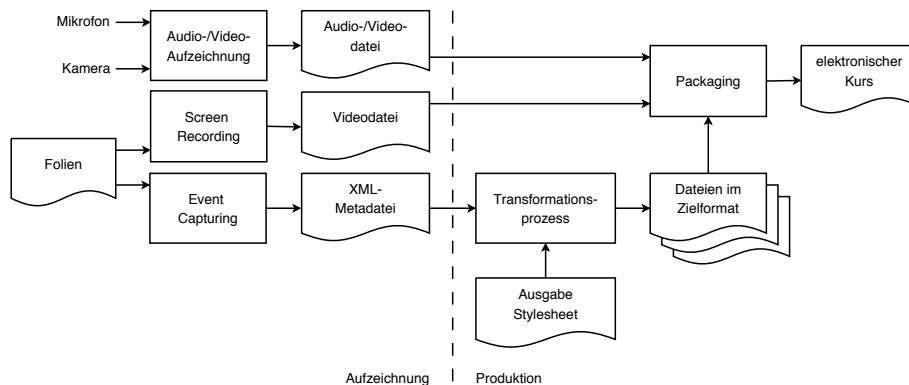 Mikrofon
Kamera
Audio-/Video-
Aufzeichnung
Audio-/Video-
datei
Packaging
elektronischer
Kurs
Screen
Recording
Videodatei
Folien
Event
Capturing
XML-
Metadatei
Transformations-
prozess
Dateien im
Zielformat
Ausgabe
Stylesheet
Aufzeichnung
Produktion